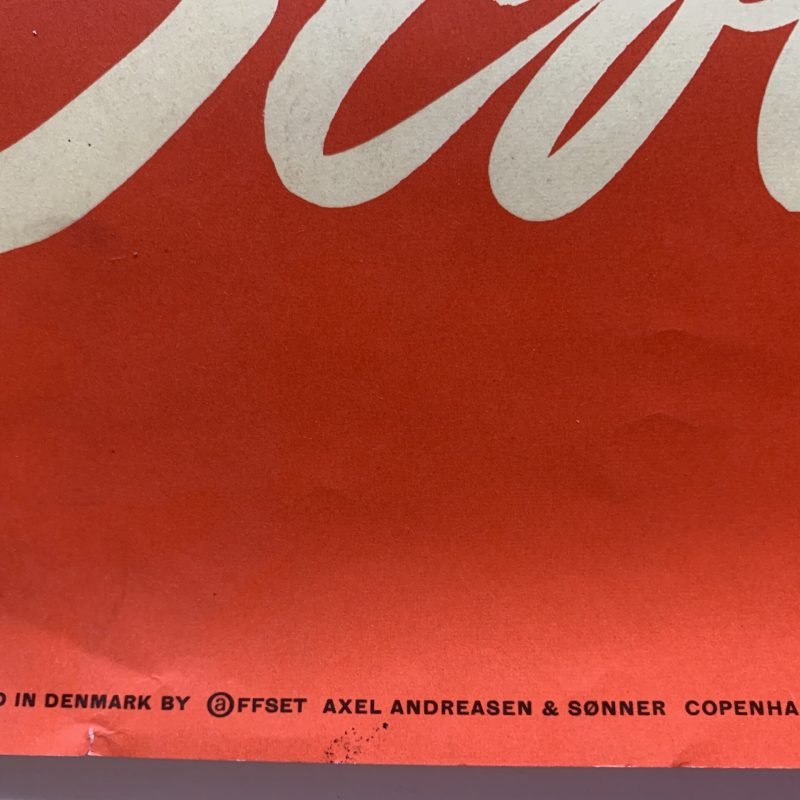 D IN DENMARK BY ⓐFFSET AXEL ANDREASEN & SØNNER COPENHA